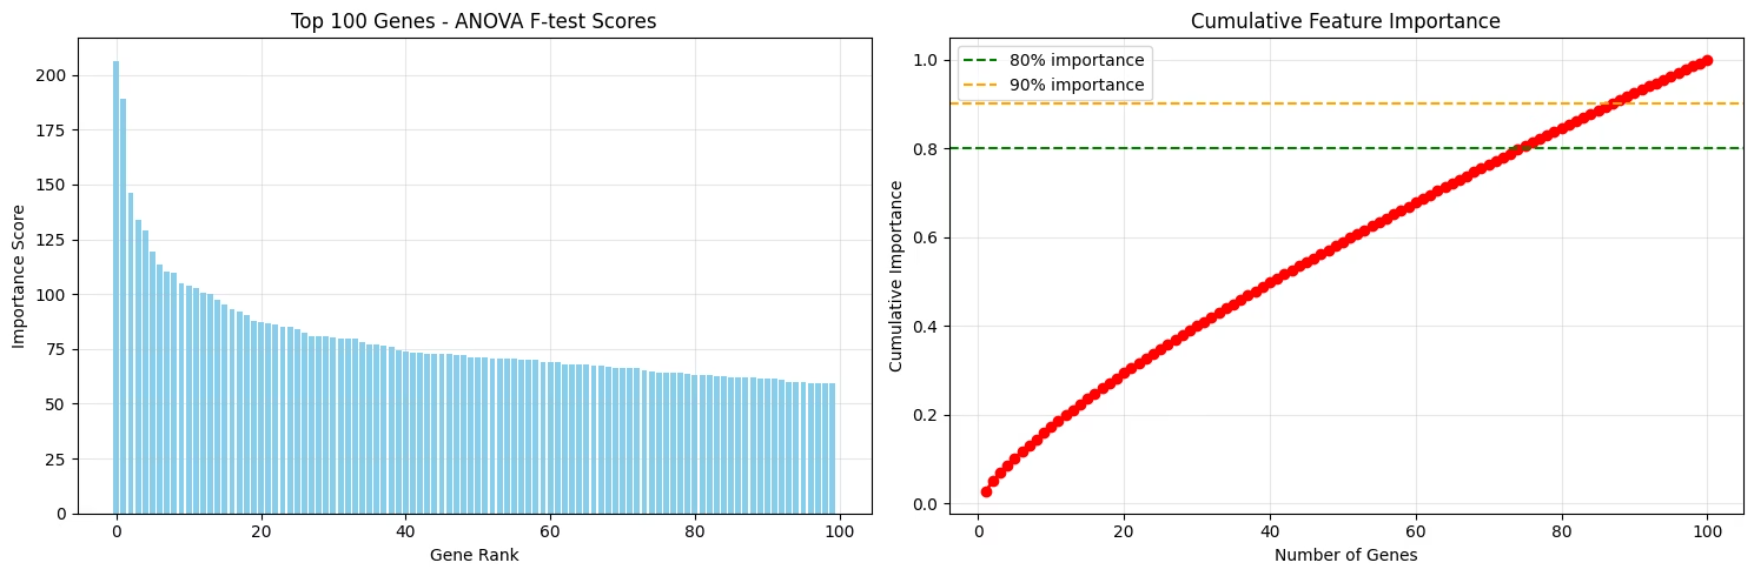 Top 100 Genes - ANOVA F-test Scores
Importance Score
200
175
150
125
100
75
50
25
0
0 20 40 60 80 100
Gene Rank
Cumulative Feature Importance
80% importance
90% importance
Cumulative Importance
1.0
0.8
0.6
0.4
0.2
0.0
0 20 40 60 80 100
Number of Genes